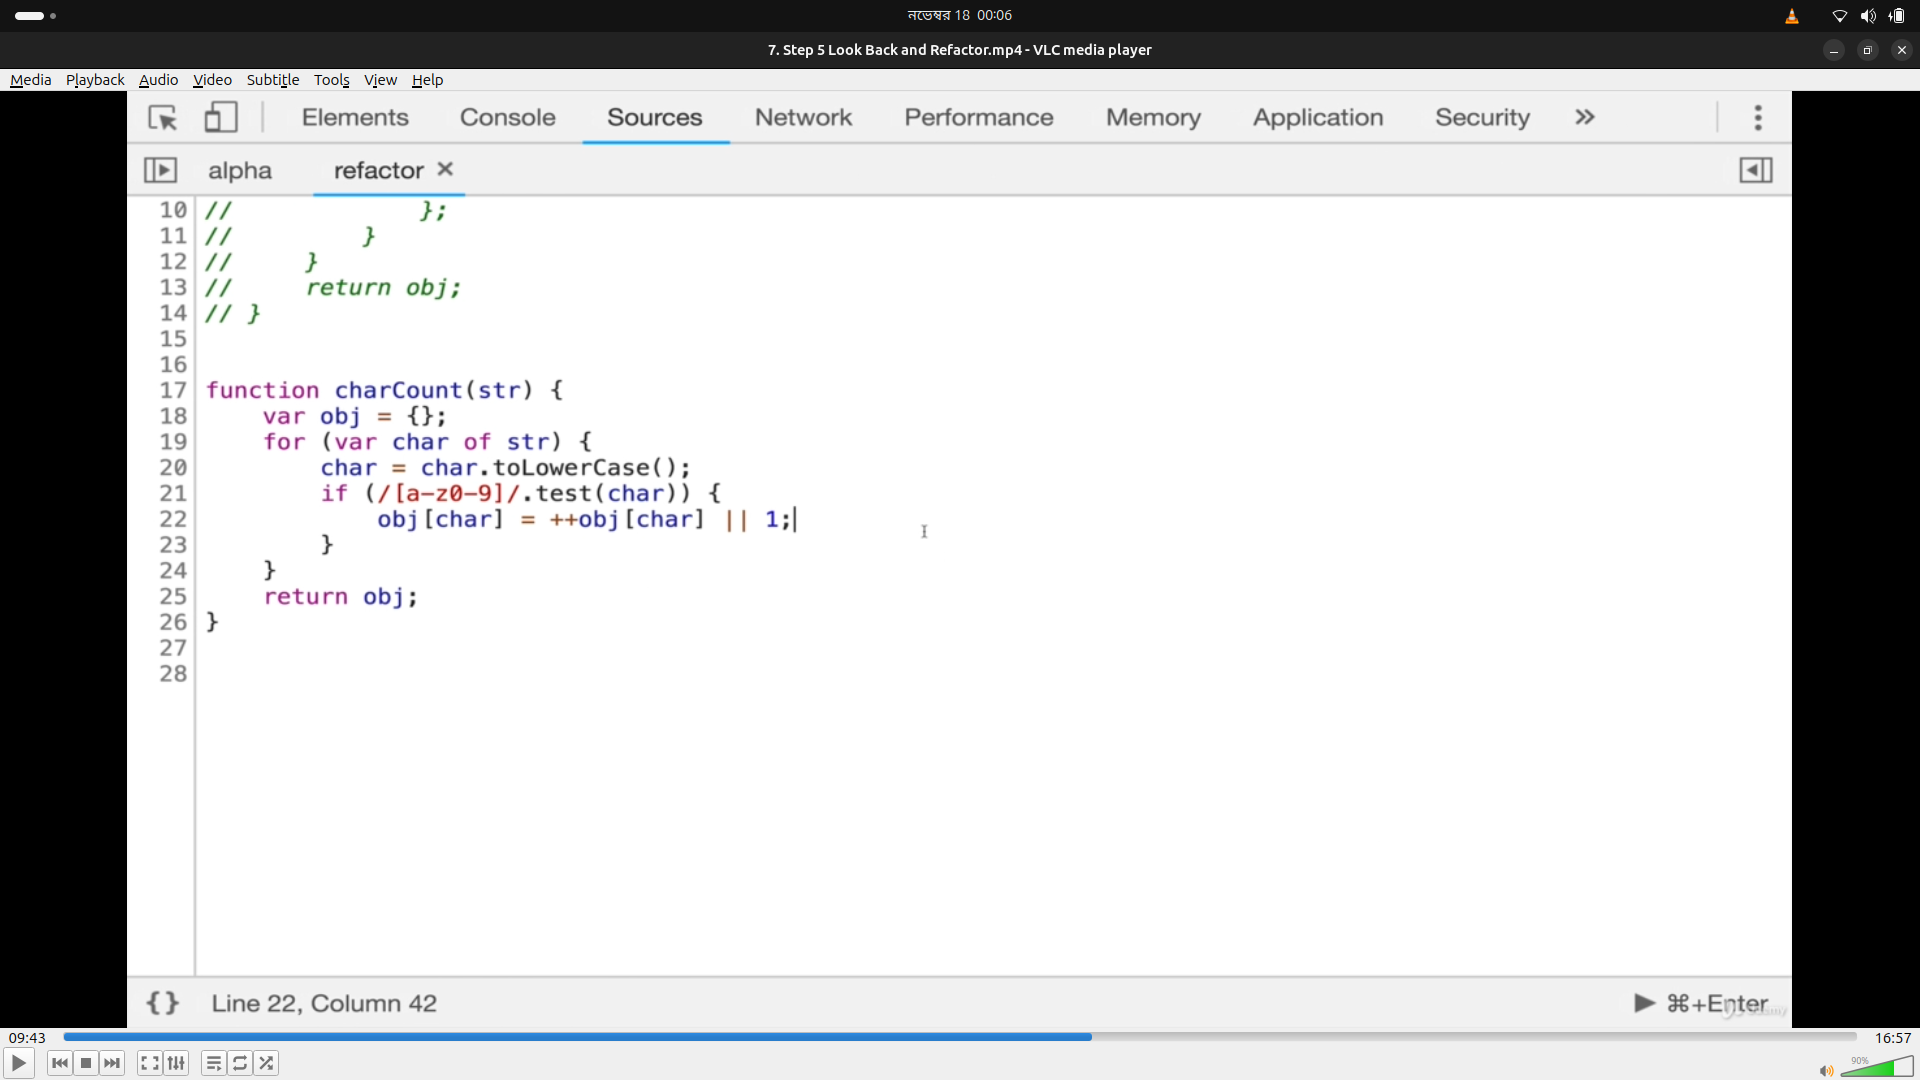 নভেম্বর 18 00:06
7. Step 5 Look Back and Refactor.mp4 - VLC media player
Media Playback Audio Video Subtitle Tools View Help
Elements Console Sources Network Performance Memory Application Security »
alpha refactor ×
10 //             };
11 //         }
12 //     }
13 //     return obj;
14 // }
15
16
17 function charCount(str) {
18     var obj = {};
19     for (var char of str) {
20         char = char.toLowerCase();
21         if (/[a-z0-9]/.test(char)) {
22             obj[char] = ++obj[char] || 1;
23         }
24     }
25     return obj;
26 }
27
28
{} Line 22, Column 42 ⌘+Enter
Udemy
09:43 16:57
90%